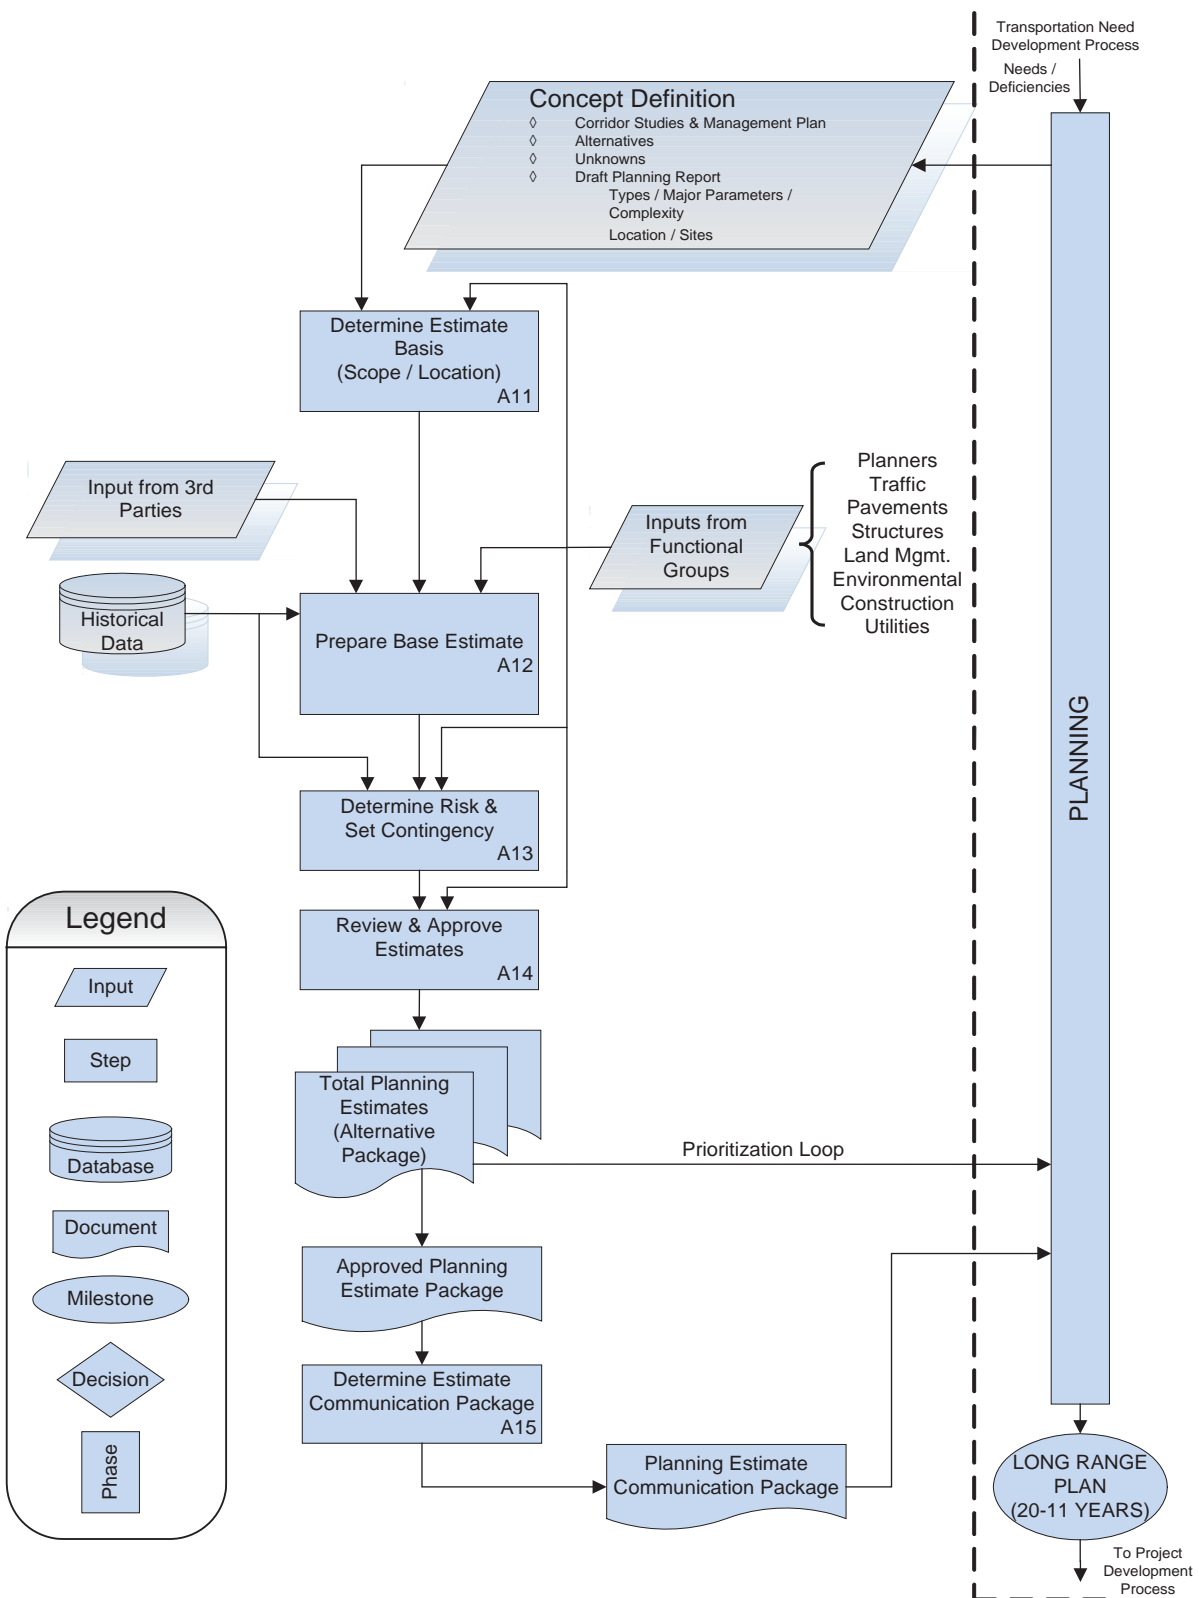 Transportation Need
Development Process
Needs /
Deficiencies
Concept Definition
◊ Corridor Studies & Management Plan
◊ Alternatives
◊ Unknowns
◊ Draft Planning Report
Types / Major Parameters /
Complexity
Location / Sites
Determine Estimate
Basis
(Scope / Location)
A11
Input from 3rd
Parties
Historical
Data
Inputs from
Functional
Groups
Planners
Traffic
Pavements
Structures
Land Mgmt.
Environmental
Construction
Utilities
Prepare Base Estimate
A12
PLANNING
Determine Risk &
Set Contingency
A13
Review & Approve
Estimates
A14
Total Planning
Estimates
(Alternative
Package)
Prioritization Loop
Approved Planning
Estimate Package
Determine Estimate
Communication Package
A15
Planning Estimate
Communication Package
LONG RANGE
PLAN
(20-11 YEARS)
To Project
Development
Process
Legend
Input
Step
Database
Document
Milestone
Decision
Phase